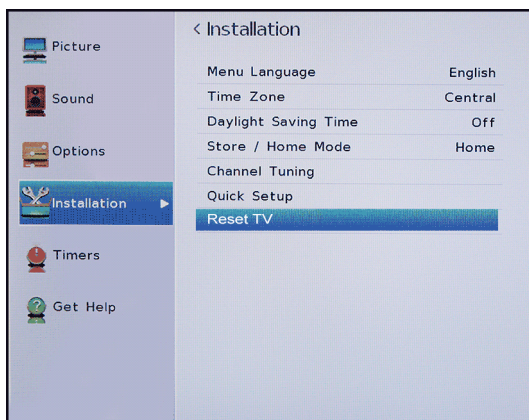 Picture
Sound
Options
Installation
Timers
Get Help
< Installation
Menu Language English
Time Zone Central
Daylight Saving Time Off
Store / Home Mode Home
Channel Tuning
Quick Setup
Reset TV